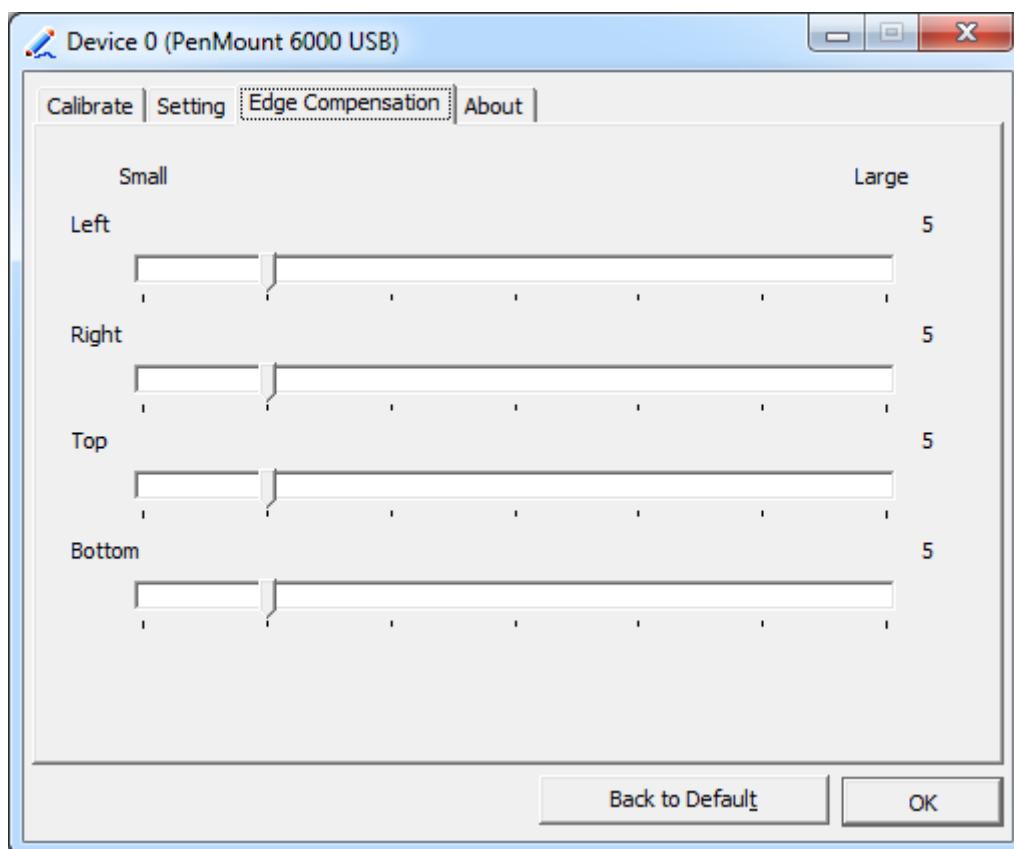 Device 0 (PenMount 6000 USB)
Calibrate Setting Edge Compensation About
Small Large
Left 5
Right 5
Top 5
Bottom 5
Back to Default OK